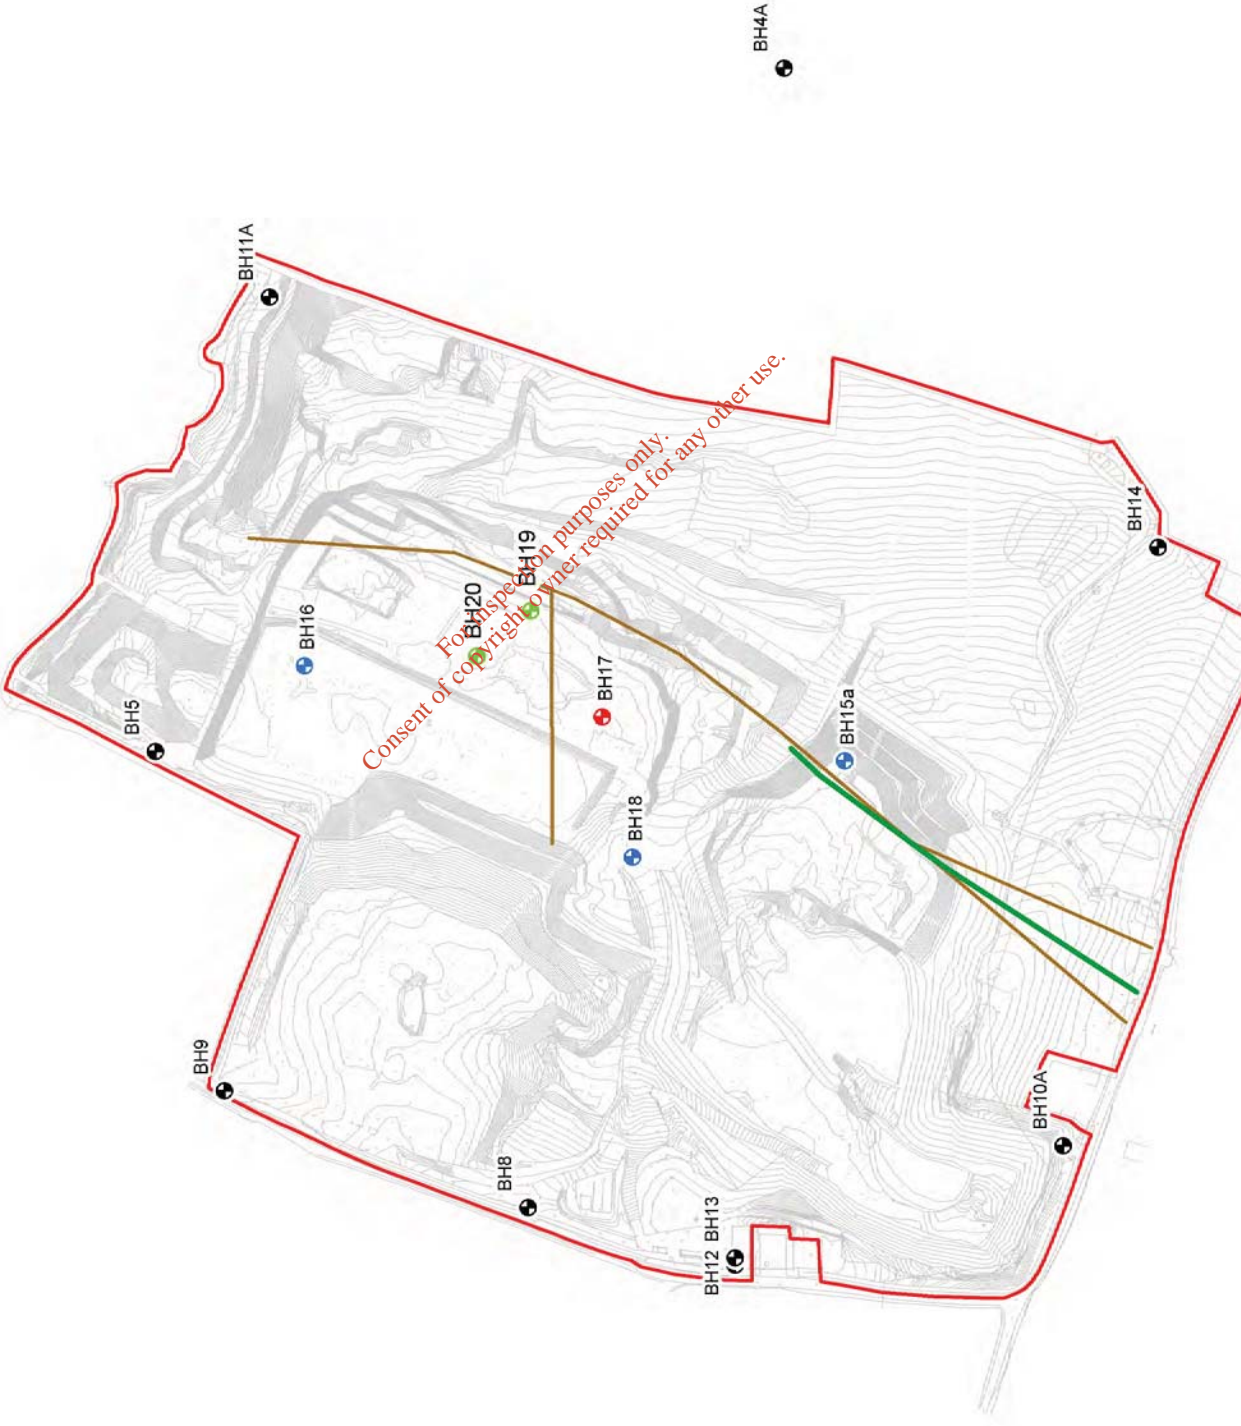 BH4A
BH11A
BH5
BH16
BH19
BH20
BH17
BH15a
BH18
BH14
BH9
BH8
BH12 BH13
BH10A
For inspection purposes only.
Consent of copyright owner required for any other use.